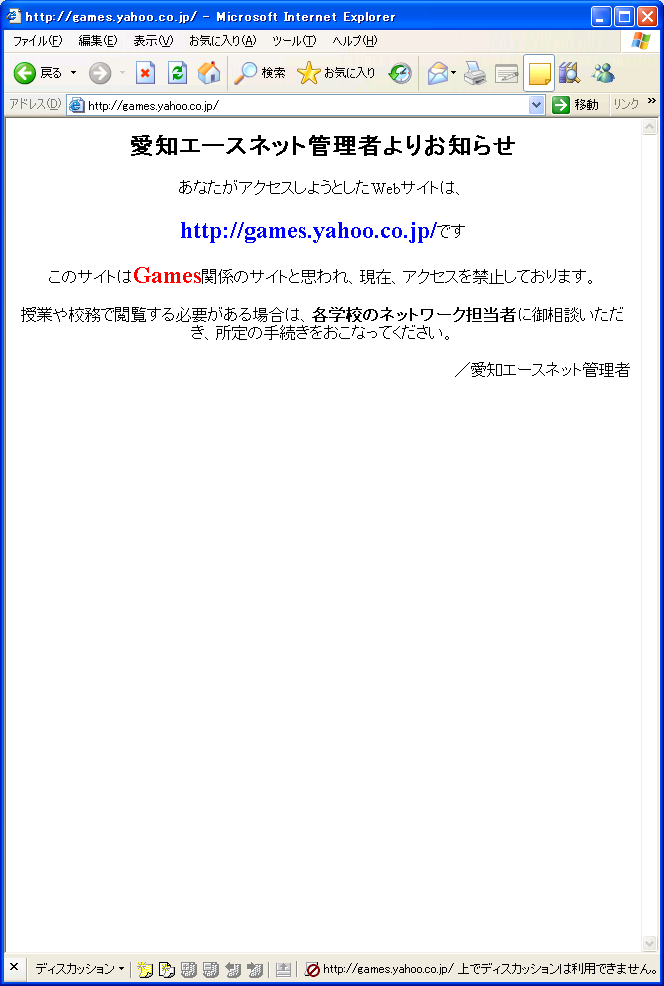 http://games.yahoo.co.jp/ - Microsoft Internet Explorer
ファイル(F) 編集(E) 表示(V) お気に入り(A) ツール(T) ヘルプ(H)
戻る 検索 お気に入り
アドレス(D) http://games.yahoo.co.jp/ 移動 リンク »
愛知エースネット管理者よりお知らせ
あなたがアクセスしようとしたWebサイトは、
http://games.yahoo.co.jp/です
このサイトはGames関係のサイトと思われ、現在、アクセスを禁止しております。
授業や校務で閲覧する必要がある場合は、各学校のネットワーク担当者に御相談いただ
き、所定の手続きをおこなってください。
／愛知エースネット管理者
ディスカッション http://games.yahoo.co.jp/ 上でディスカッションは利用できません。